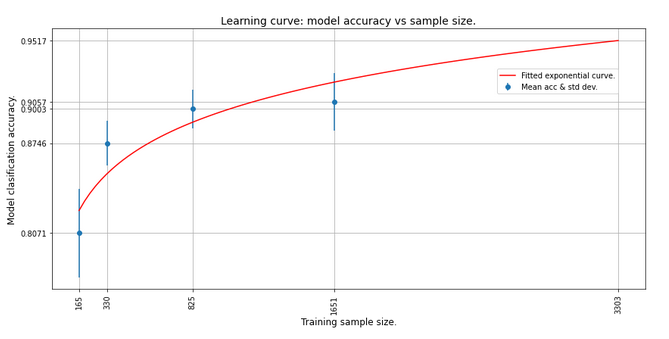 Learning curve: model accuracy vs sample size.
0.9517
0.9057
0.9003
0.8746
0.8071
Model clasification accuracy.
Fitted exponential curve.
Mean acc & std dev.
165
330
825
1651
3303
Training sample size.